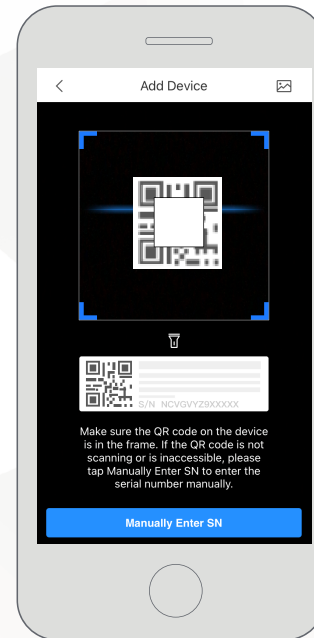 Add Device
S/N NCVGVYZ9XXXXX
Make sure the QR code on the device
is in the frame. If the QR code is not
scanning or is inaccessible, please
tap Manually Enter SN to enter the
serial number manually.
Manually Enter SN